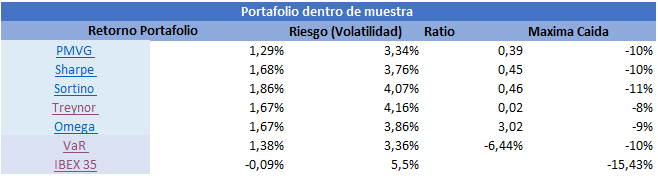 Portafolio dentro de muestra
Retorno Portafolio Riesgo (Volatilidad) Ratio Maxima Caida
PMVG 1,29% 3,34% 0,39 -10%
Sharpe 1,68% 3,76% 0,45 -10%
Sortino 1,86% 4,07% 0,46 -11%
Treynor 1,67% 4,16% 0,02 -8%
Omega 1,67% 3,86% 3,02 -9%
VaR 1,38% 3,36% -6,44% -10%
IBEX 35 -0,09% 5,5% -15,43%